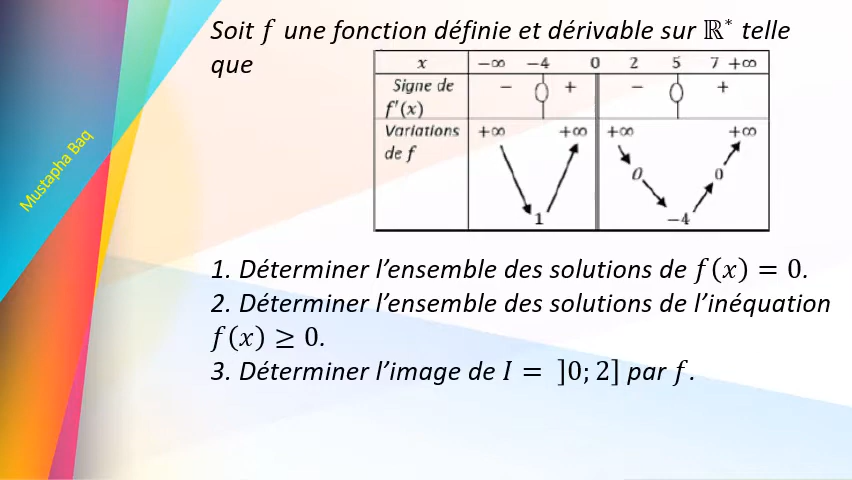 Soit f une fonction définie et dérivable sur ℝ* telle
que
x −∞ −4 0 2 5 7 +∞
Signe de − + − +
f'(x)
Variations +∞ +∞ +∞ +∞
de f
0 0
1 −4
Mustapha Baq
1. Déterminer l’ensemble des solutions de f(x) = 0.
2. Déterminer l’ensemble des solutions de l’inéquation
f(x) ≥ 0.
3. Déterminer l’image de I = ]0; 2] par f.